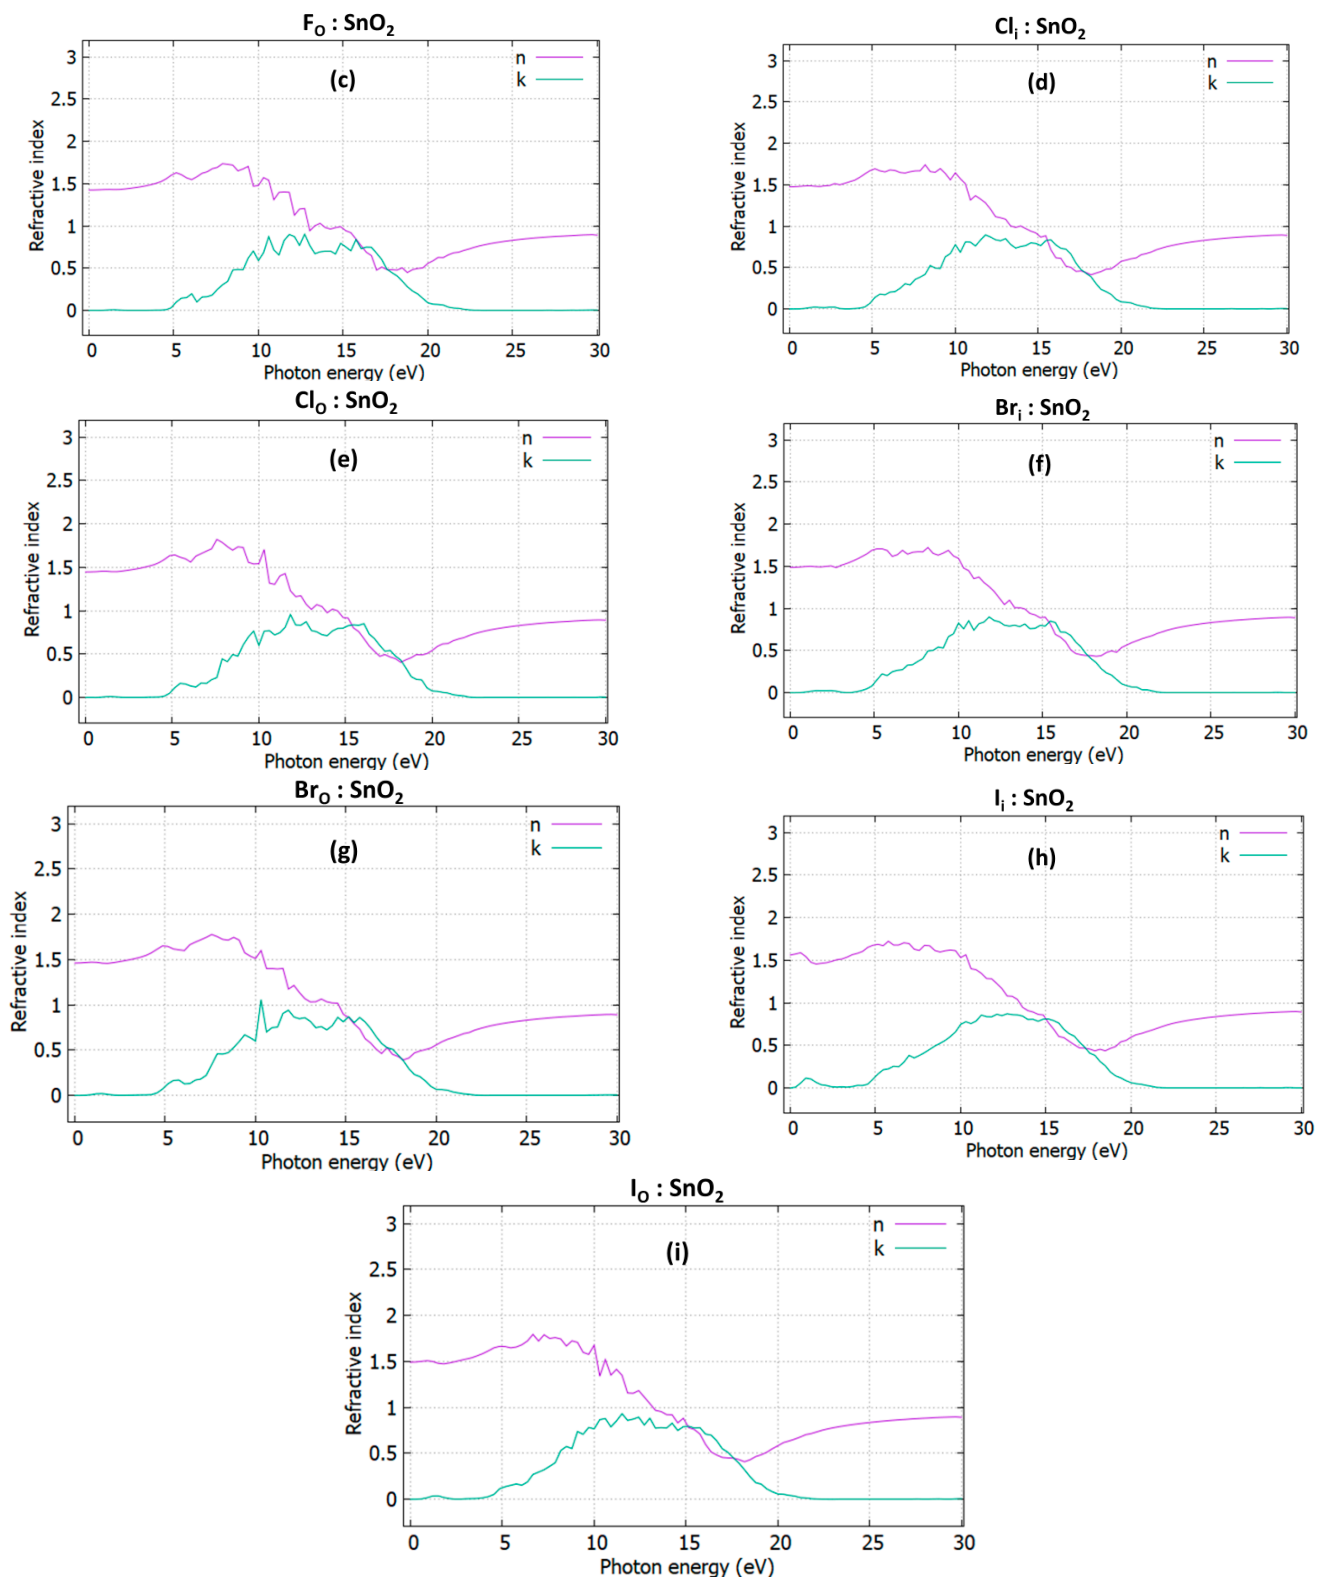 F_O : SnO_2
(c)
n
k
3
2.5
2
1.5
1
0.5
0
Refractive index
0 5 10 15 20 25 30
Photon energy (eV)
Cl_i : SnO_2
(d)
n
k
3
2.5
2
1.5
1
0.5
0
Refractive index
0 5 10 15 20 25 30
Photon energy (eV)
Cl_O : SnO_2
(e)
n
k
3
2.5
2
1.5
1
0.5
0
Refractive index
0 5 10 15 20 25 30
Photon energy (eV)
Br_i : SnO_2
(f)
n
k
3
2.5
2
1.5
1
0.5
0
Refractive index
0 5 10 15 20 25 30
Photon energy (eV)
Br_O : SnO_2
(g)
n
k
3
2.5
2
1.5
1
0.5
0
Refractive index
0 5 10 15 20 25 30
Photon energy (eV)
I_i : SnO_2
(h)
n
k
3
2.5
2
1.5
1
0.5
0
Refractive index
0 5 10 15 20 25 30
Photon energy (eV)
I_O : SnO_2
(i)
n
k
3
2.5
2
1.5
1
0.5
0
Refractive index
0 5 10 15 20 25 30
Photon energy (eV)